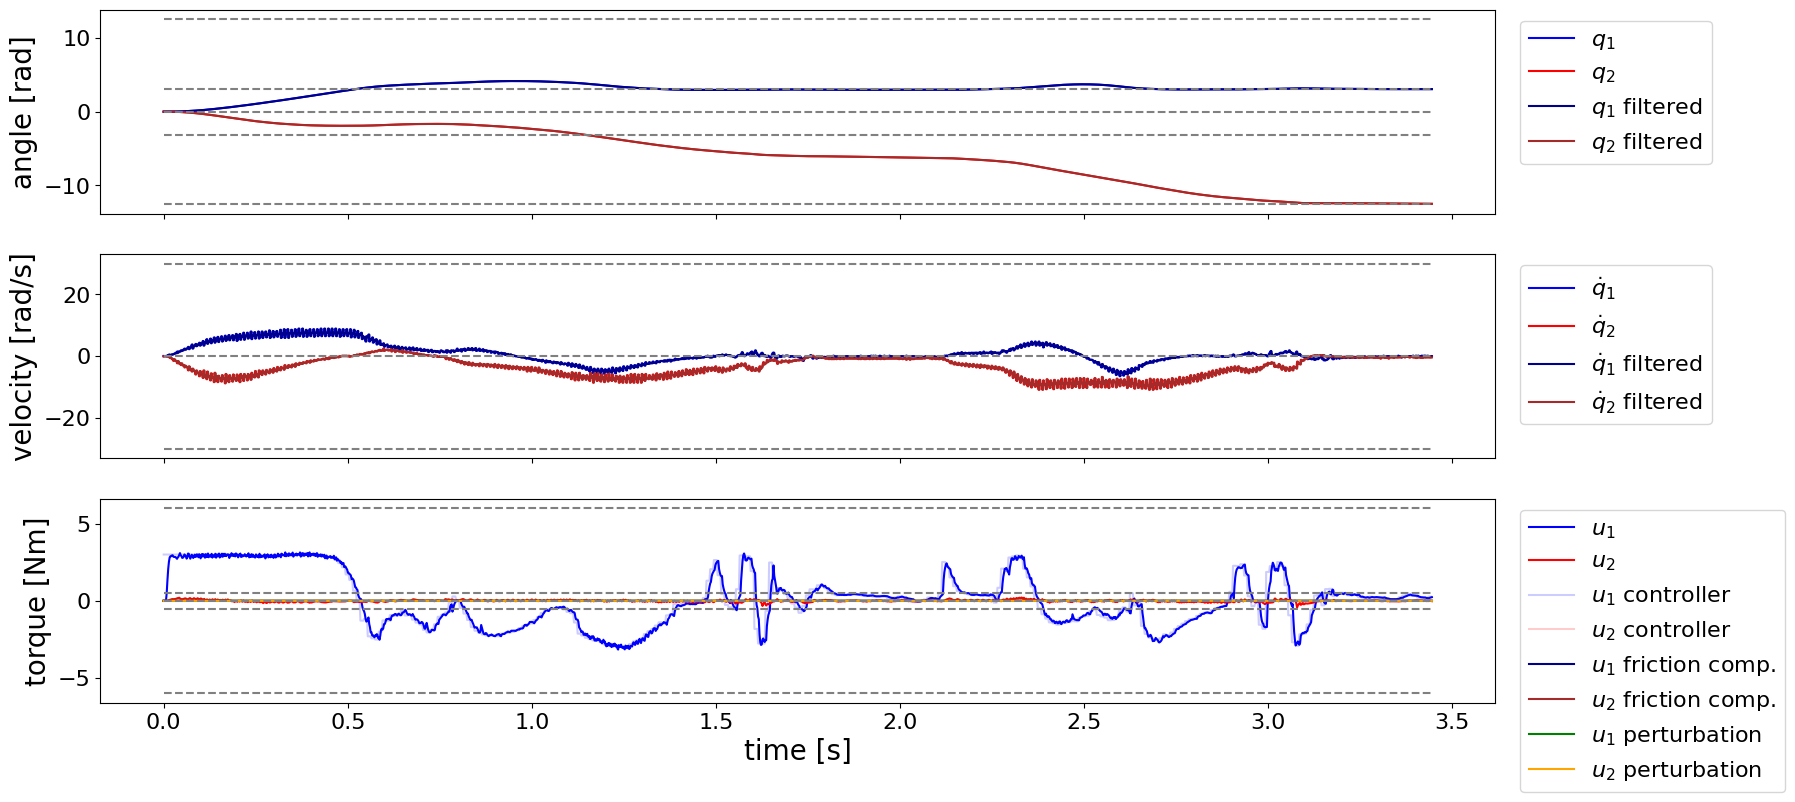 angle [rad]
10
0
−10
q₁
q₂
q₁ filtered
q₂ filtered
velocity [rad/s]
20
0
−20
q̇₁
q̇₂
q̇₁ filtered
q̇₂ filtered
torque [Nm]
5
0
−5
0.0 0.5 1.0 1.5 2.0 2.5 3.0 3.5
time [s]
u₁
u₂
u₁ controller
u₂ controller
u₁ friction comp.
u₂ friction comp.
u₁ perturbation
u₂ perturbation